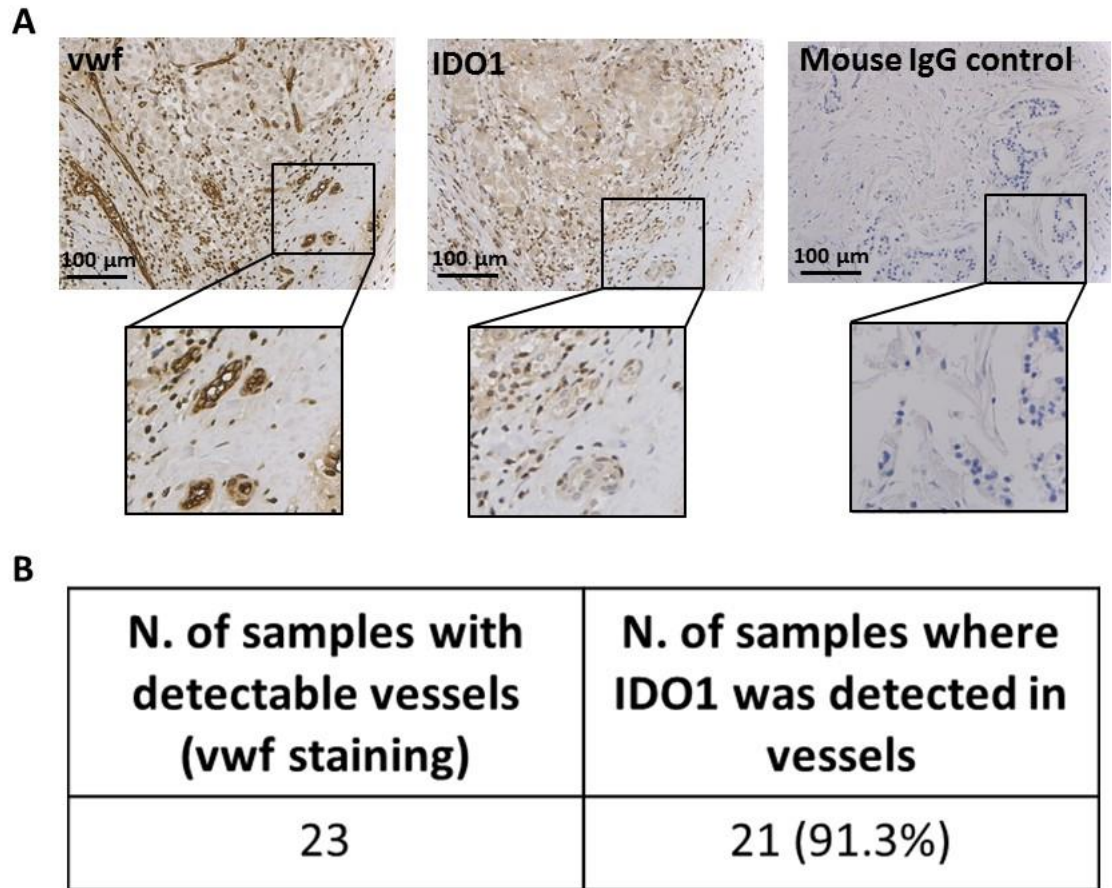 A
vwf
IDO1
Mouse IgG control
100 µm
100 µm
100 µm
B
N. of samples with
detectable vessels
(vwf staining)
N. of samples where
IDO1 was detected in
vessels
23
21 (91.3%)